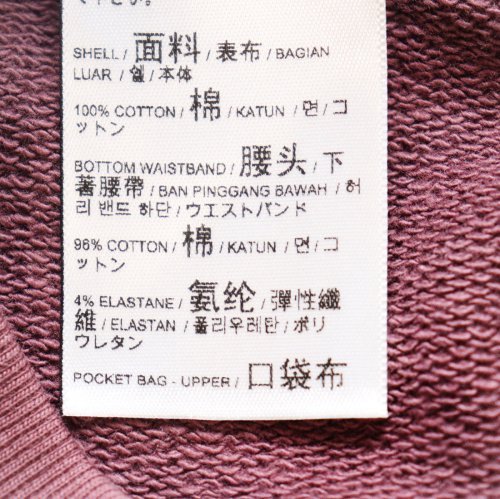 SHELL / 面料 / 表布 / BAGIAN
LUAR / 쉘 / 本体
100% COTTON / 棉 / KATUN / 면 / コ
ットン
BOTTOM WAISTBAND / 腰头 / 下
著腰帶 / BAN PINGGANG BAWAH / 허
리 밴드 하단 / ウエストバンド
96% COTTON / 棉 / KATUN / 면 / コ
ットン
4% ELASTANE / 氨纶 / 彈性纖
維 / ELASTAN / 폴리우레탄 / ポリ
ウレタン
POCKET BAG - UPPER / 口袋布